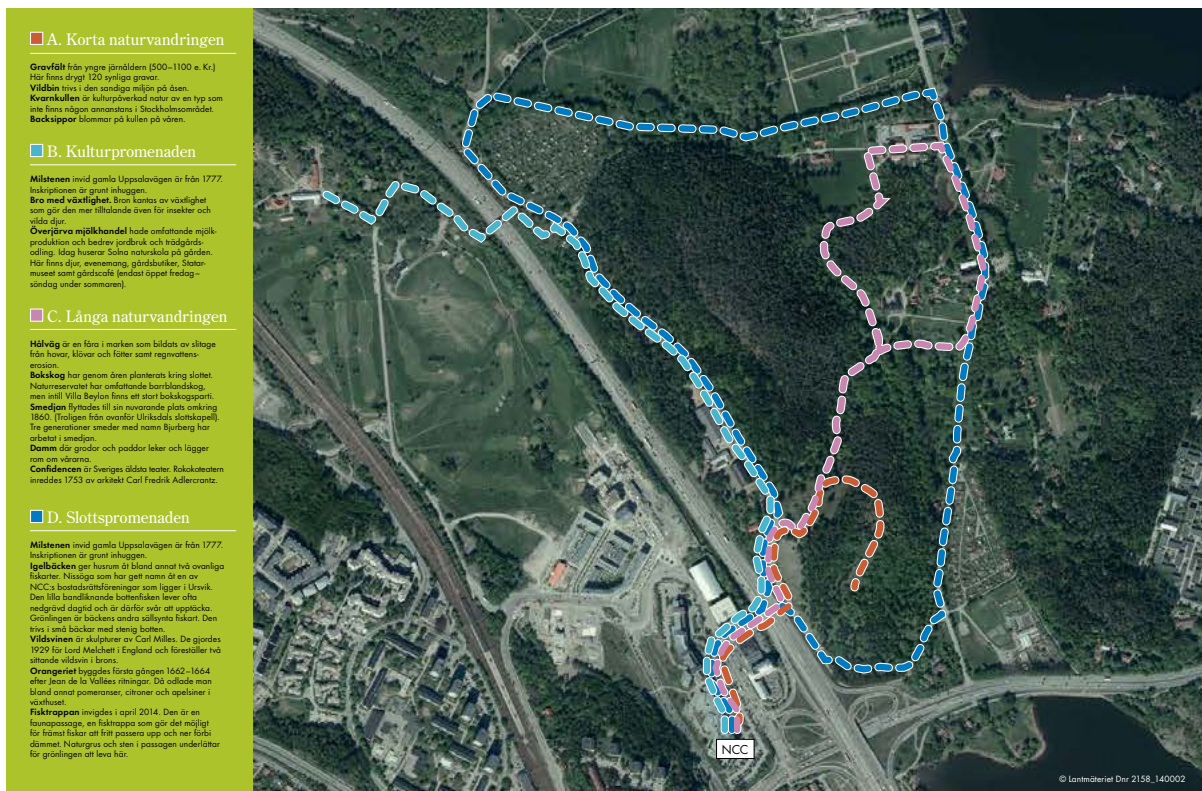 A. Korta naturvandringen
Gravfält från yngre järnåldern (500–1100 e. Kr.)
Här finns drygt 120 synliga gravar.
Vildbin trivs i den sandiga miljön på åsen.
Kvarnkullen är kulturpåverkad natur av en typ som
inte finns någon annanstans i Stockholmsområdet.
Backsippor blommar på kullen på våren.
B. Kulturpromenaden
Milstenen invid gamla Uppsalavägen är från 1777.
Inskriptionen är grunt inhuggen.
Bro med växtlighet. Bron kantas av växtlighet
som gör den mer tilltalande även för insekter och
vilda djur.
Överjärva mjölkhandel hade omfattande mjölk-
produktion och bedrev jordbruk och trädgårds-
odling. Idag huserar Solna naturskola på gården.
Här finns djur, evenemang, gårdsbutiker, Statar-
museet samt gårdscafé (endast öppet fredag–
söndag under sommaren).
C. Långa naturvandringen
Hålväg är en fåra i marken som bildats av slitage
från hovar, klövar och fötter samt regnvattens-
erosion.
Bokskog har genom åren planterats kring slottet.
Naturreservatet har omfattande barrblandskog,
men intill Villa Beylon finns ett stort bokskogsparti.
Smedjan flyttades till sin nuvarande plats omkring
1860. (Troligen från ovanför Ulriksdals slottskapell).
Tre generationer smeder med namn Bjurberg har
arbetat i smedjan.
Damm där grodor och paddor leker och lägger
rom om vårarna.
Confidencen är Sveriges äldsta teater. Rokokoteatern
inreddes 1753 av arkitekt Carl Fredrik Adlercrantz.
D. Slottspromenaden
Milstenen invid gamla Uppsalavägen är från 1777.
Inskriptionen är grunt inhuggen.
Igelbäcken ger husrum åt bland annat två ovanliga
fiskarter. Nissöga som har gett namn åt en av
NCC:s bostadsrättsföreningar som ligger i Ursvik.
Den lilla bandliknande bottenfisken lever ofta
nedgrävd dagtid och är därför svår att upptäcka.
Grönlingen är bäckens andra sällsynta fiskart. Den
trivs i små bäckar med stenig botten.
Vildsvinen är skulpturer av Carl Milles. De gjordes
1929 för Lord Melchett i England och föreställer två
sittande vildsvin i brons.
Orangeriet byggdes första gången 1662–1664
efter Jean de la Vallées ritningar. Då odlade man
bland annat pomeranser, citroner och apelsiner i
växthuset.
Fisktrappan invigdes i april 2014. Den är en
faunapassage, en fisktrappa som gör det möjligt
för främst fiskar att fritt passera upp och ner förbi
dämmet. Naturgrus och sten i passagen underlättar
för grönlingen att leva här.
NCC
© Lantmäteriet Dnr 2158_140002